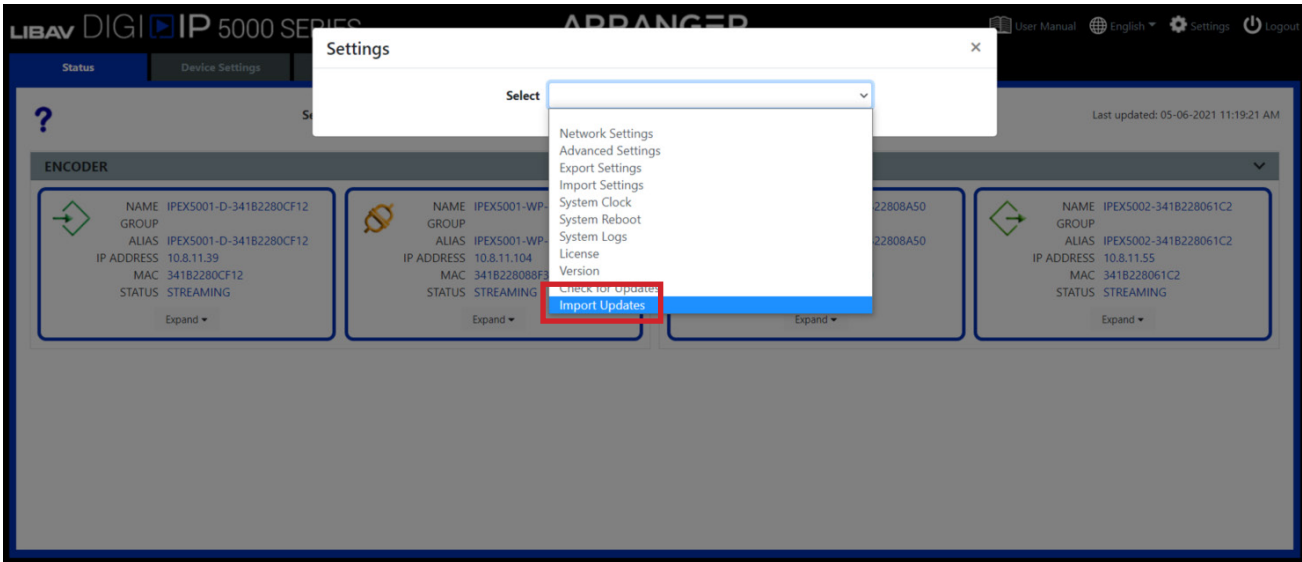 LIBAV DIGI IP 5000 SERIES
ARRANGER
User Manual English Settings Logout
Status Device Settings
Settings ×
Select
Last updated: 05-06-2021 11:19:21 AM
Network Settings
Advanced Settings
Export Settings
Import Settings
System Clock
System Reboot
System Logs
License
Version
Check for Updates
Import Updates
ENCODER
NAME IPEX5001-D-341B2280CF12
GROUP
ALIAS IPEX5001-D-341B2280CF12
IP ADDRESS 10.8.11.39
MAC 341B2280CF12
STATUS STREAMING
Expand
NAME IPEX5001-WP-
GROUP
ALIAS IPEX5001-WP-
IP ADDRESS 10.8.11.104
MAC 341B228088F3
STATUS STREAMING
Expand
22808A50
22808A50
Expand
NAME IPEX5002-341B228061C2
GROUP
ALIAS IPEX5002-341B228061C2
IP ADDRESS 10.8.11.55
MAC 341B228061C2
STATUS STREAMING
Expand